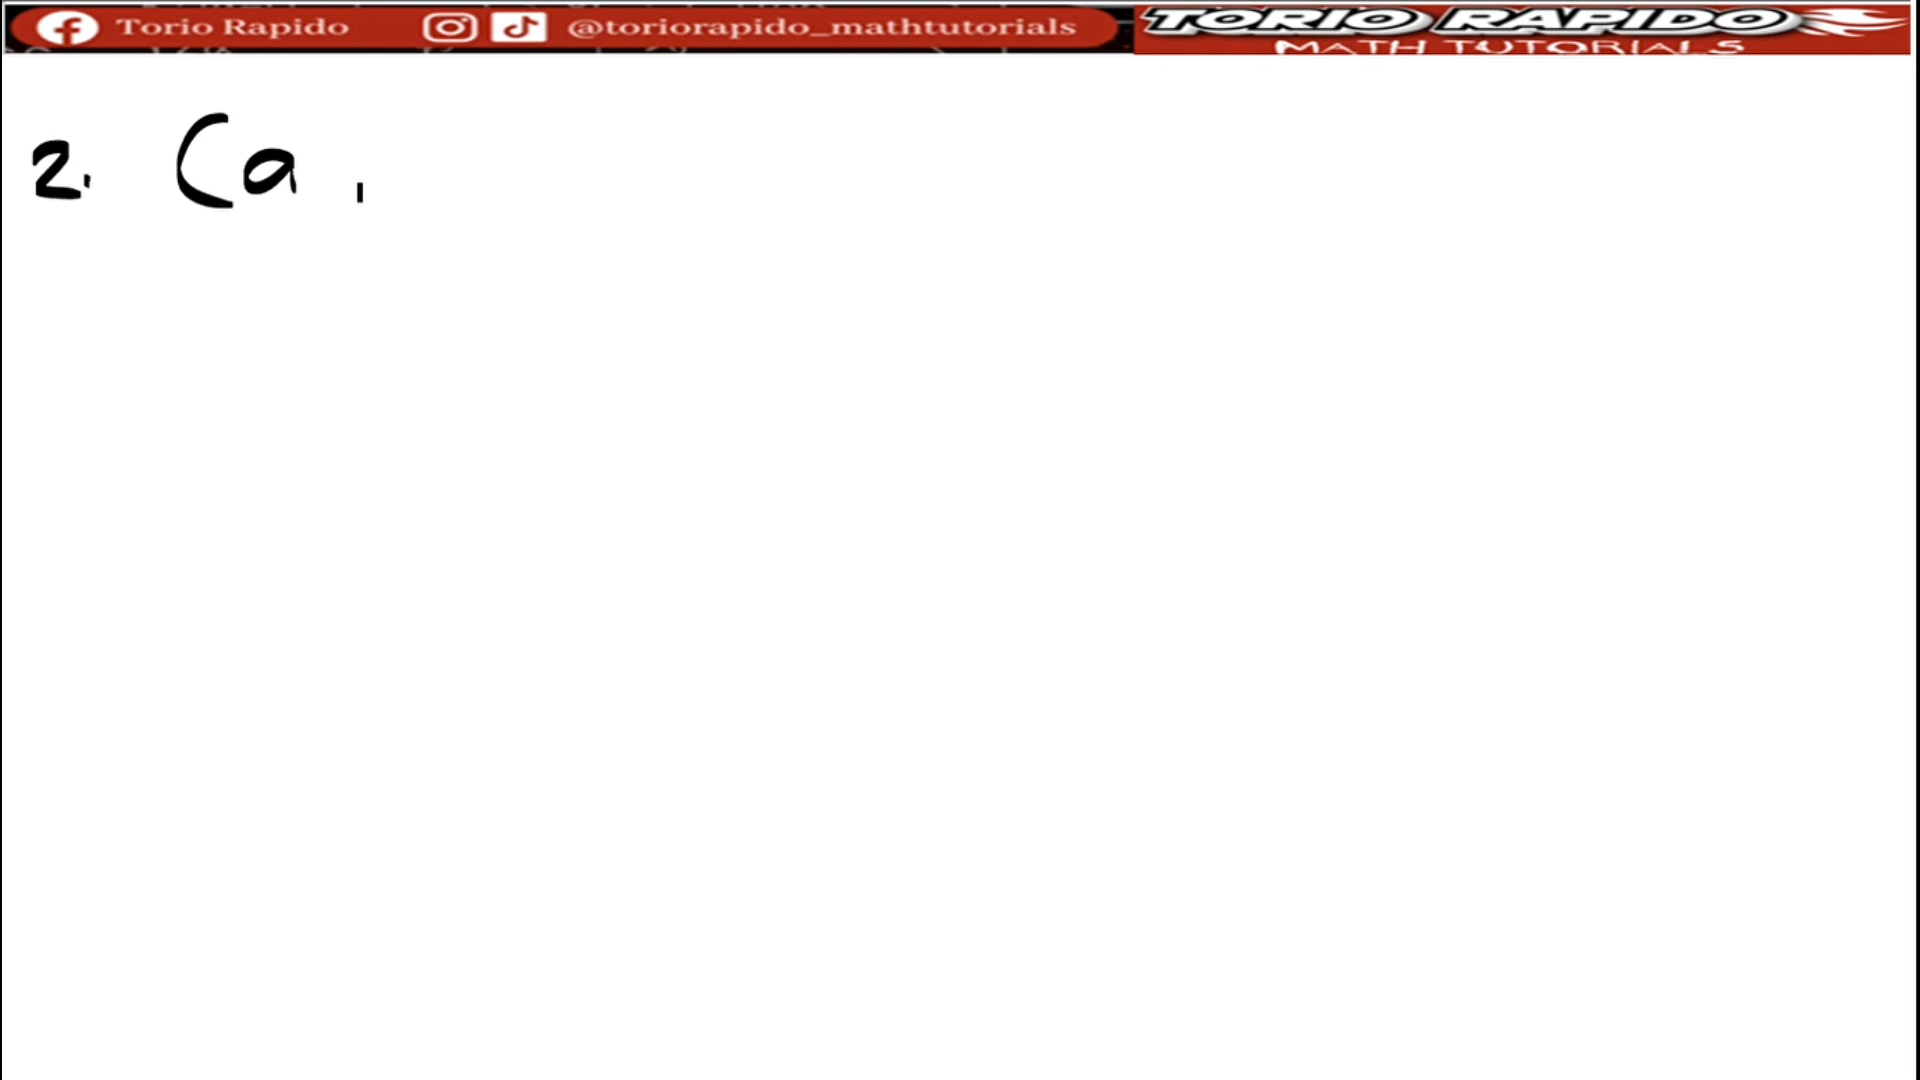 Torio Rapido @toriorapido_mathtutorials TORIO RAPIDO
MATH TUTORIALS
2. Ca